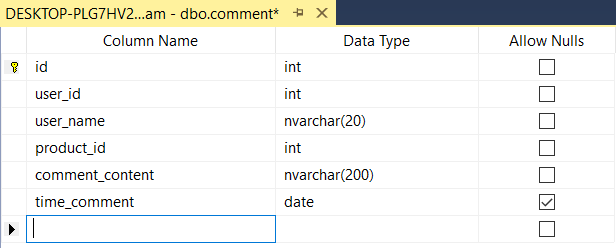 DESKTOP-PLG7HV2...am - dbo.comment*
Column Name Data Type Allow Nulls
id int
user_id int
user_name nvarchar(20)
product_id int
comment_content nvarchar(200)
time_comment date